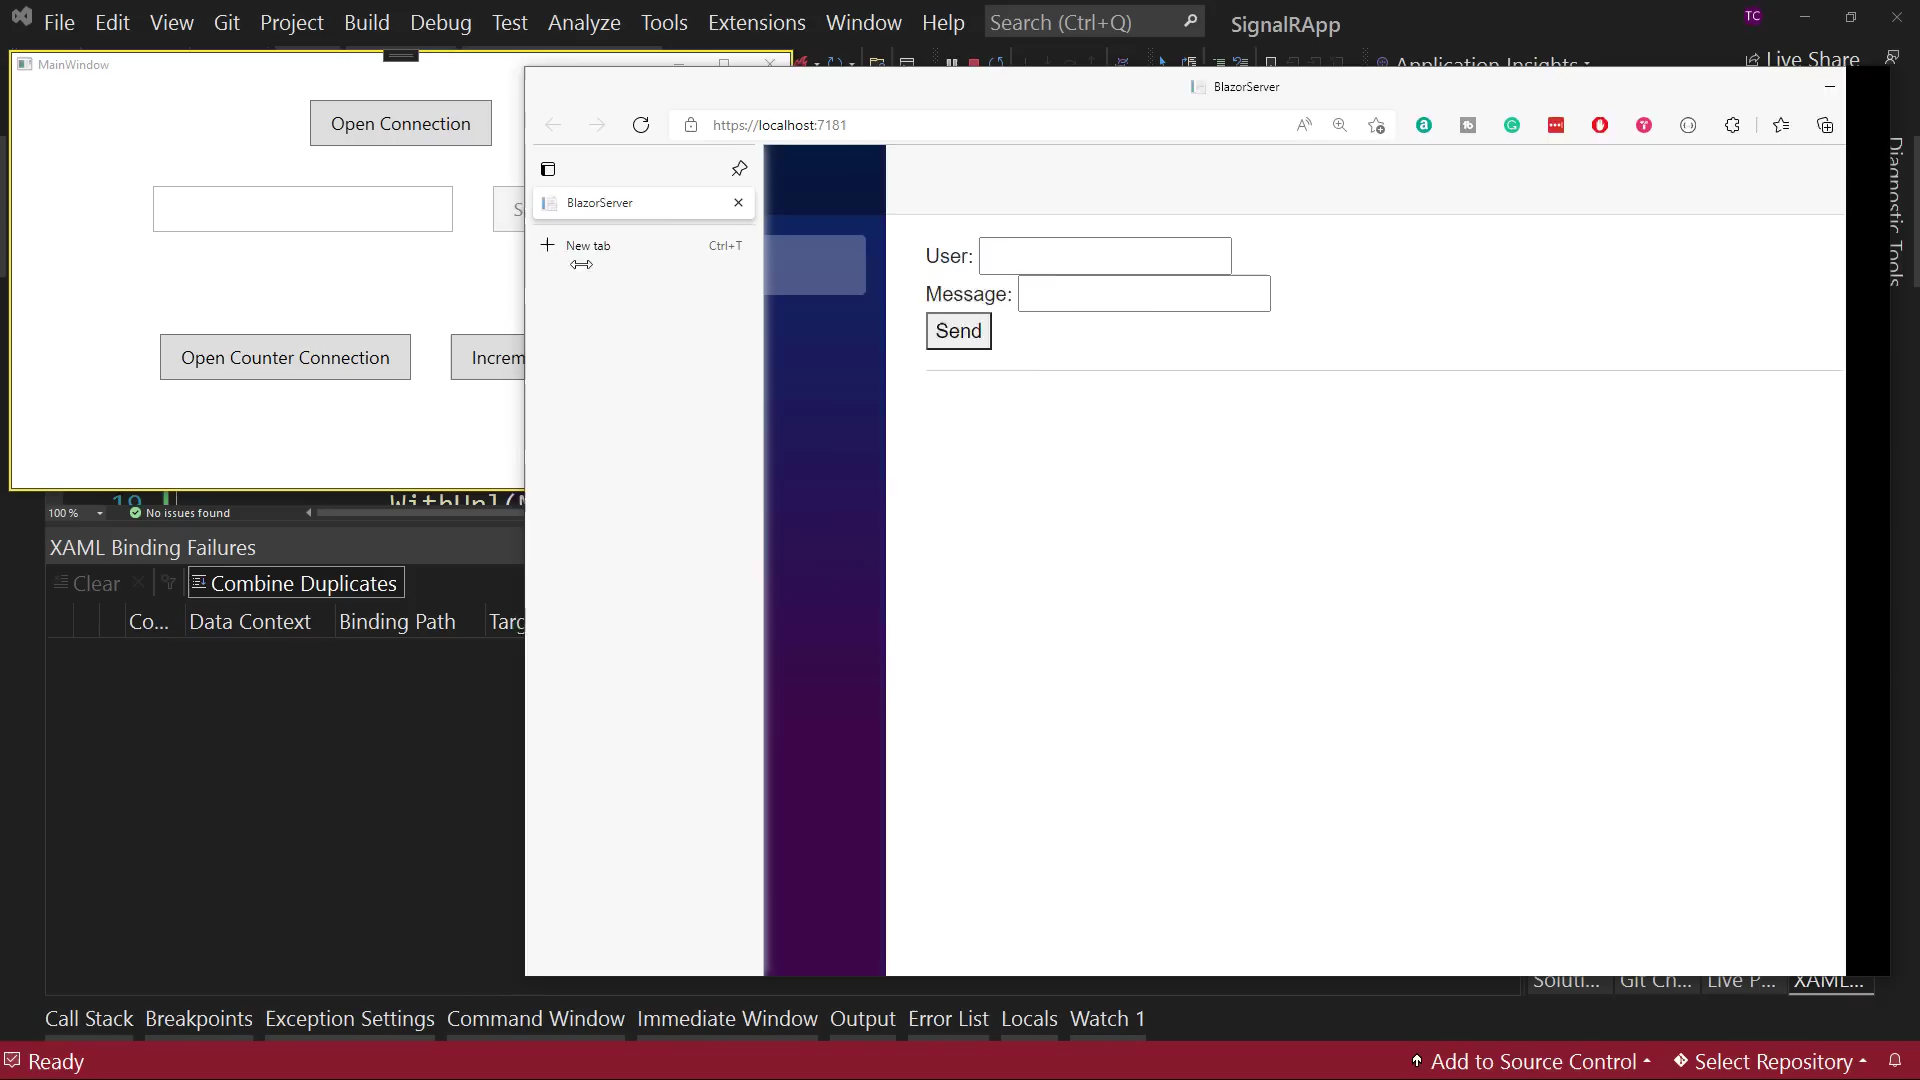 File Edit View Git Project Build Debug Test Analyze Tools Extensions Window Help Search (Ctrl+Q) SignalRApp TC
Application Insights Live Share
MainWindow
Open Connection
Open Counter Connection
BlazorServer
https://localhost:7181
BlazorServer
New tab Ctrl+T
User:
Message:
Send
Diagnostic Tools
19 WithUrl(
100 % No issues found
XAML Binding Failures
Clear Combine Duplicates
Co... Data Context Binding Path Targ
Soluti... Git Ch... Live P... XAML...
Call Stack Breakpoints Exception Settings Command Window Immediate Window Output Error List Locals Watch 1
Ready Add to Source Control Select Repository